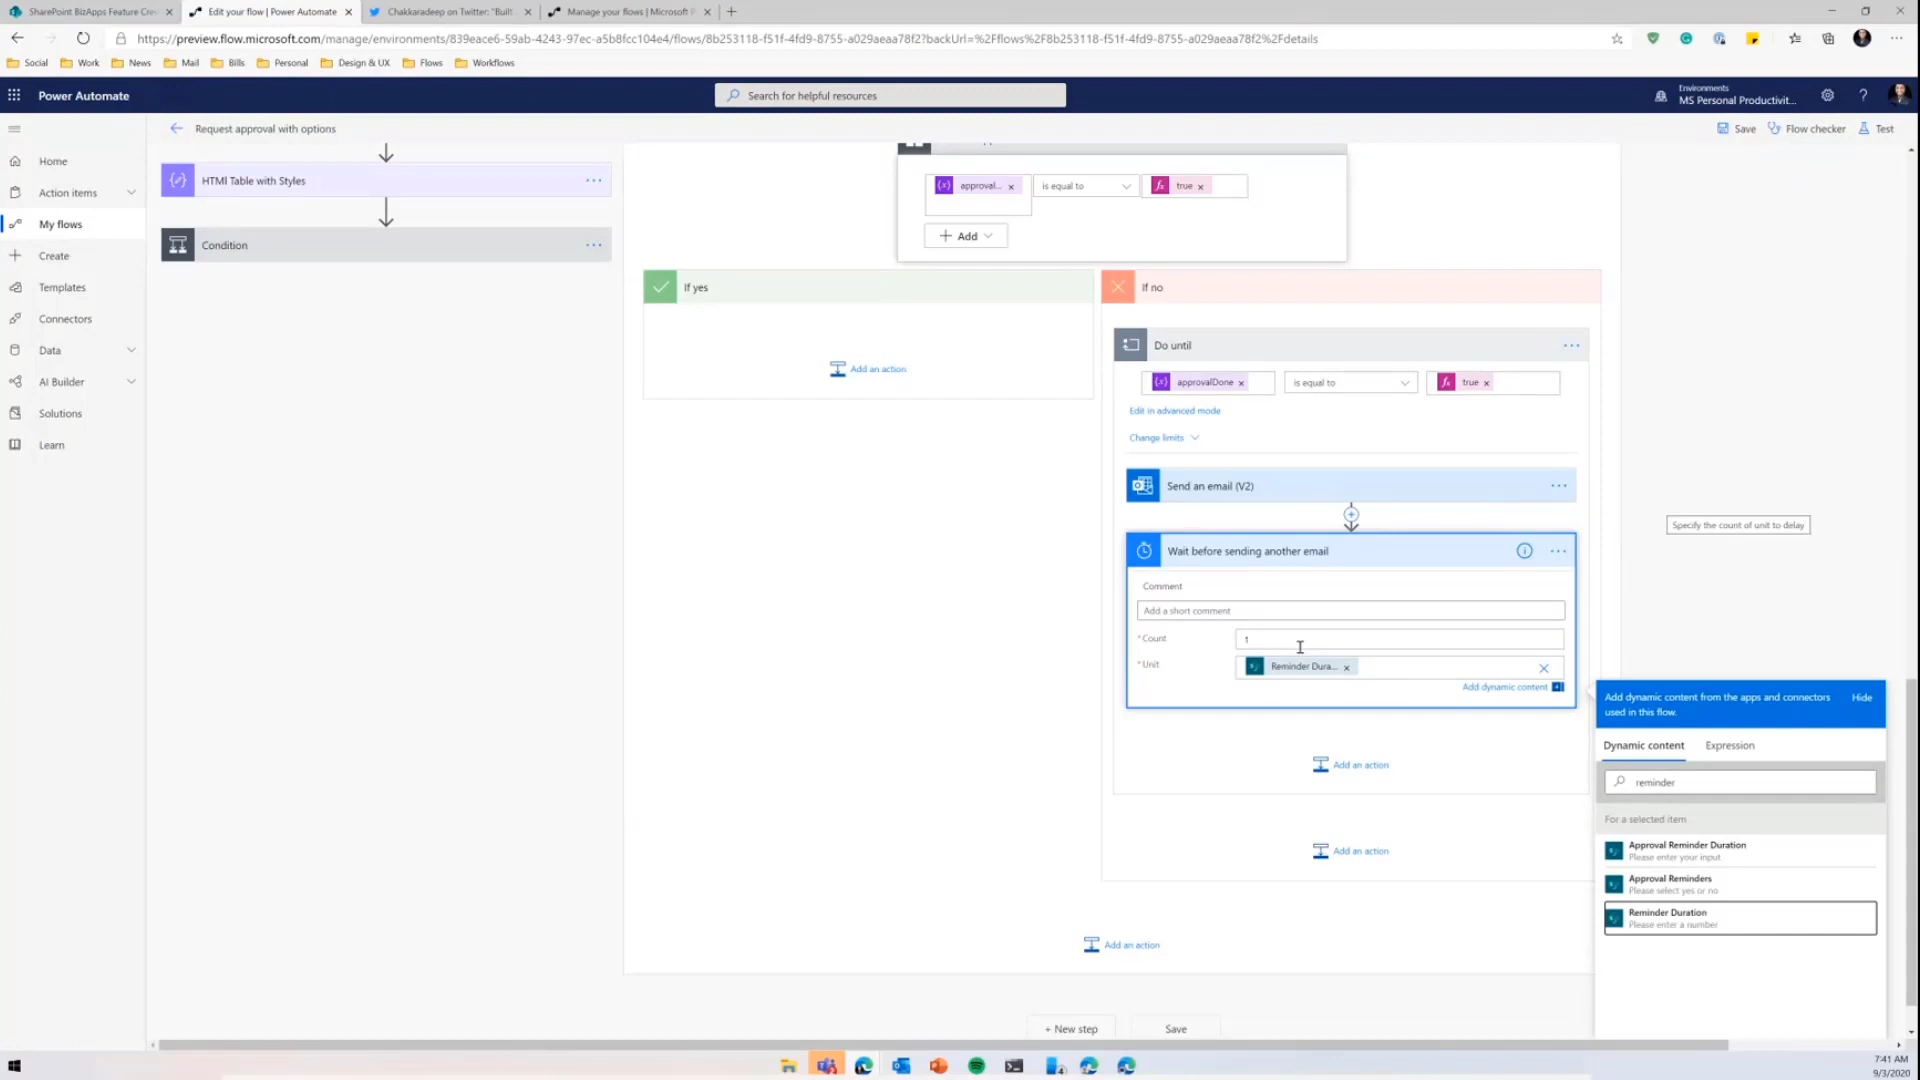 SharePoint BizApps Feature Cre
Edit your flow | Power Automate
Chakkaradeep on Twitter: "Built
Manage your flows | Microsoft P
https://preview.flow.microsoft.com/manage/environments/839eace6-59ab-4243-97ec-a5b8fcc104e4/flows/8b253118-f51f-4fd9-8755-a029aeaa78f2?backUrl=%2Fflows%2F8b253118-f51f-4fd9-8755-a029aeaa78f2%2Fdetails
Social Work News Mail Bills Personal Design & UX Flows Workflows
Power Automate
Search for helpful resources
Environments
MS Personal Productivit...
Request approval with options
Save Flow checker Test
Home
Action items
My flows
Create
Templates
Connectors
Data
AI Builder
Solutions
Learn
HTMl Table with Styles
Condition
approval... is equal to true
+ Add
If yes
Add an action
If no
Do until
approvalDone is equal to true
Edit in advanced mode
Change limits
Send an email (V2)
Wait before sending another email
Comment
Add a short comment
*Count 1
*Unit Reminder Dura...
Add dynamic content
Add an action
Add an action
Add an action
+ New step Save
Specify the count of unit to delay
Add dynamic content from the apps and connectors used in this flow.
Hide
Dynamic content Expression
reminder
For a selected item
Approval Reminder Duration
Please enter your input
Approval Reminders
Please select yes or no
Reminder Duration
Please enter a number
7:41 AM
9/3/2020